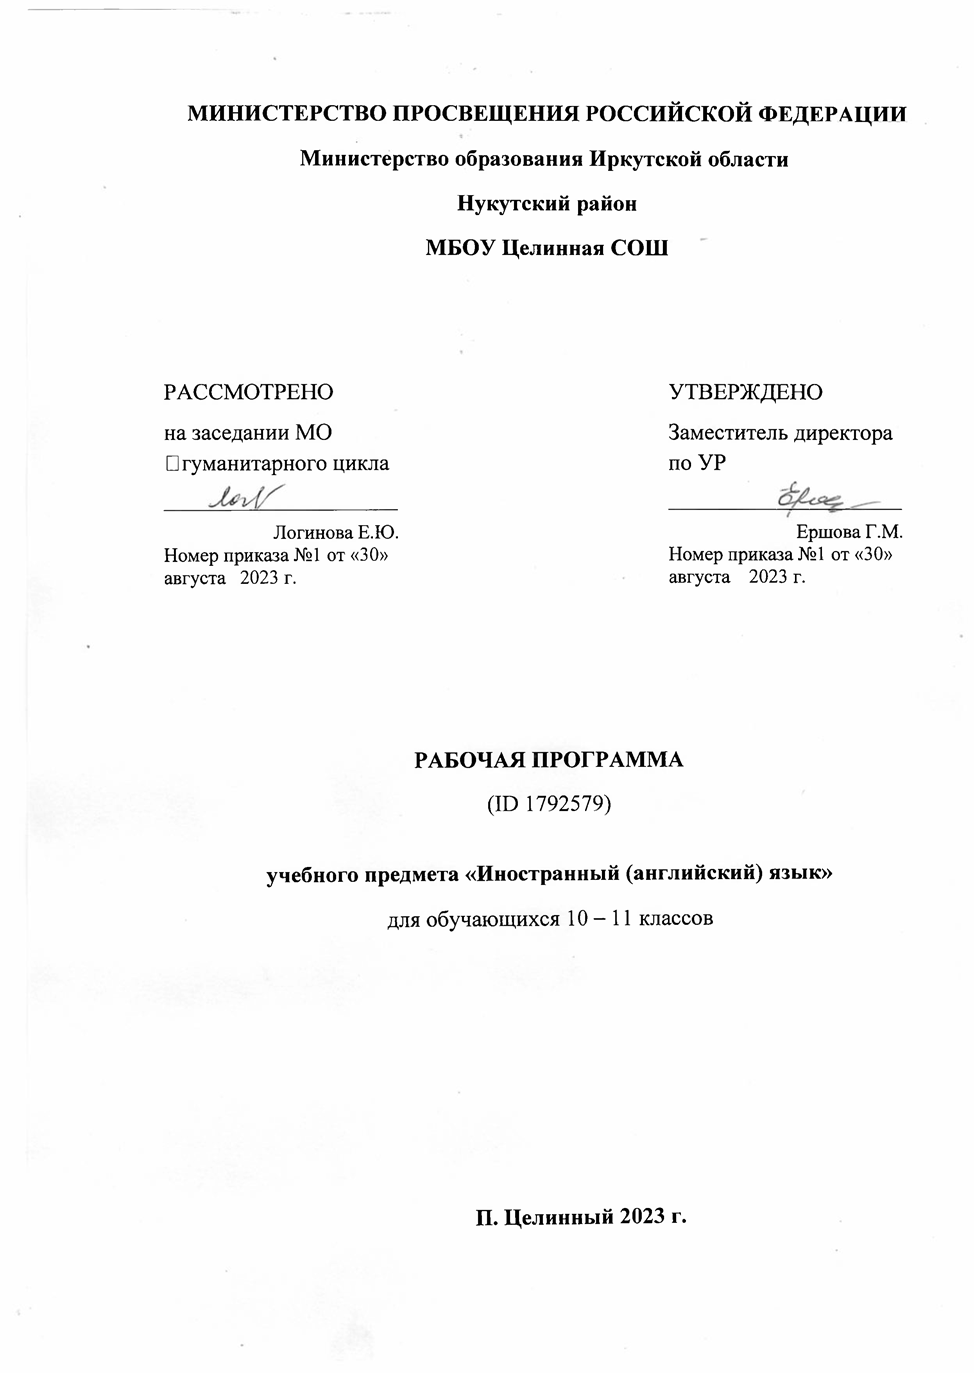 МИНИСТЕРСТВО ПРОСВЕЩЕНИЯ РОССИЙСКОЙ ФЕДЕРАЦИИ
Министерство образования Иркутской области
Нукутский район
МБОУ Целинная СОШ
РАССМОТРЕНО
на заседании МО
гуманитарного цикла
Логинова Е.Ю.
Номер приказа №1 от «30»
августа 2023 г.
УТВЕРЖДЕНО
Заместитель директора
по УР
Ершова Г.М.
Номер приказа №1 от «30»
августа 2023 г.
РАБОЧАЯ ПРОГРАММА
(ID 1792579)
учебного предмета «Иностранный (английский) язык»
для обучающихся 10 – 11 классов
П. Целинный 2023 г.